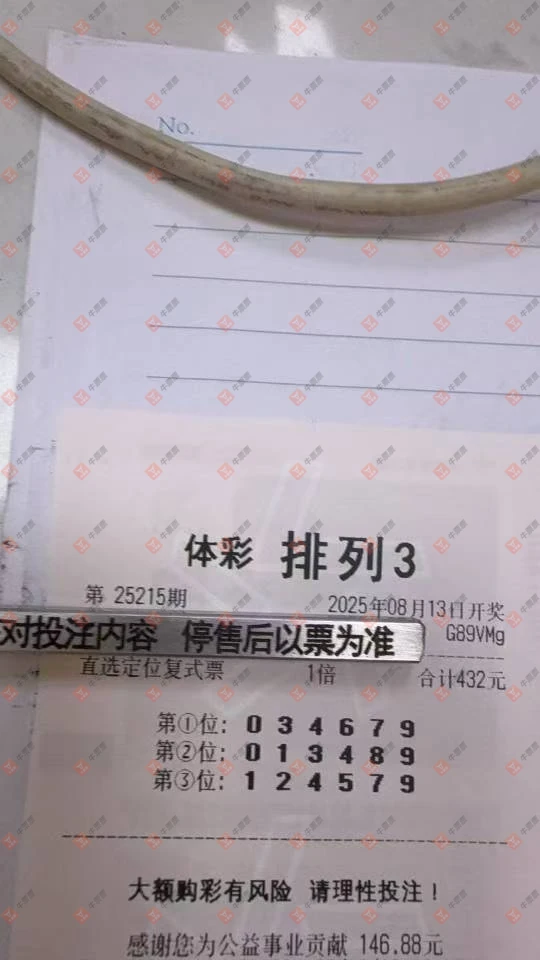 No.
体彩 排列3
第 25215期 2025年08月13日开奖
对投注内容 停售后以票为准 G89VMg
直选定位复式票 1倍 合计432元
第①位: 0 3 4 6 7 9
第②位: 0 1 3 4 8 9
第③位: 1 2 4 5 7 9
大额购彩有风险 请理性投注!
感谢您为公益事业贡献 146.88元